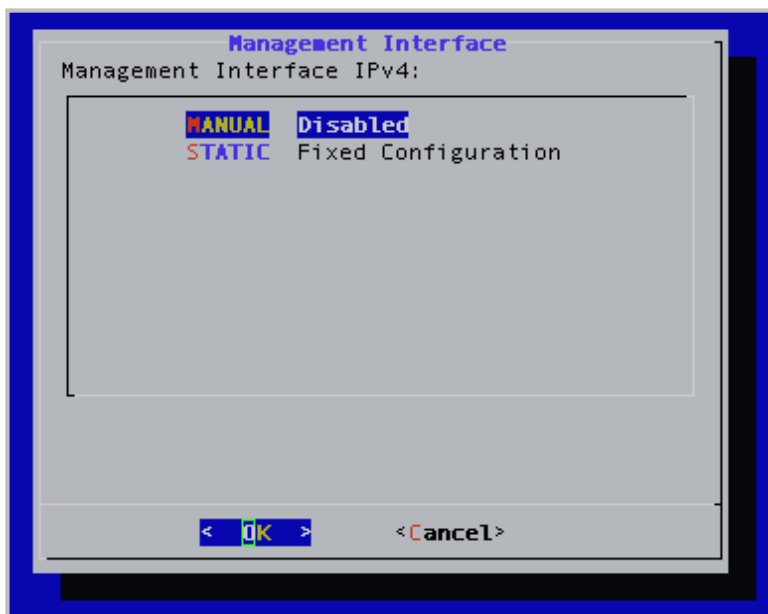 Management Interface
Management Interface IPv4:
MANUAL Disabled
STATIC Fixed Configuration
< OK > <Cancel>